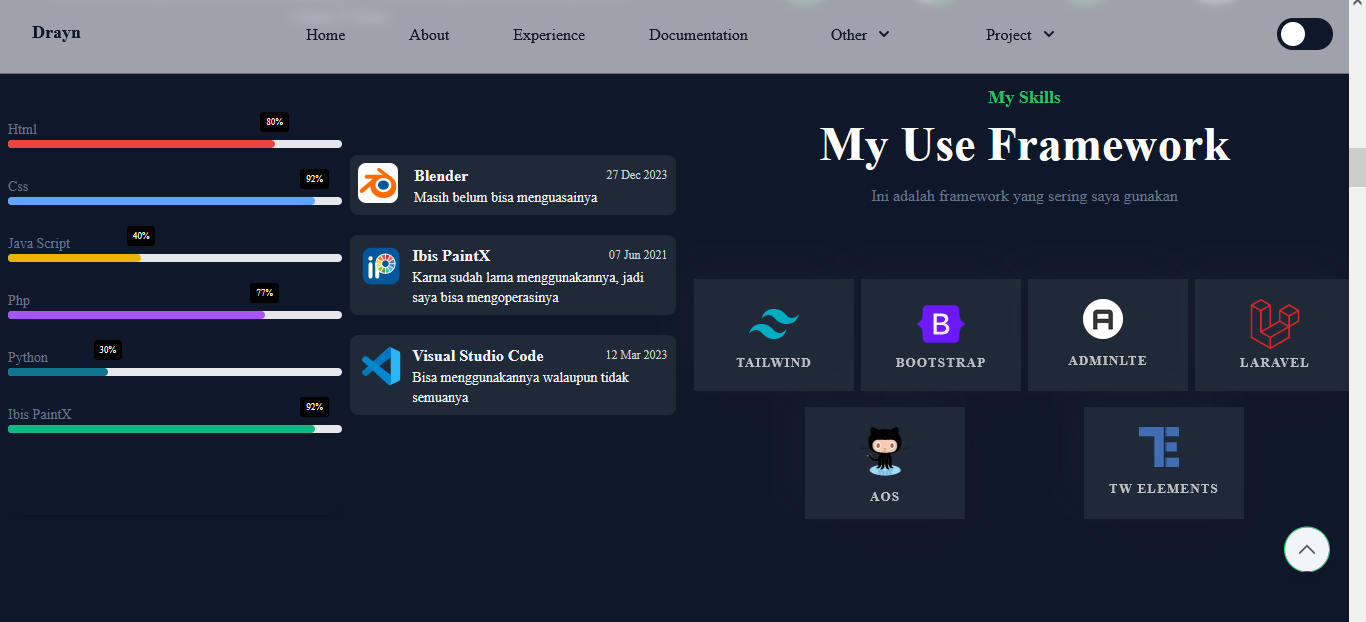 Drayn
Home
About
Experience
Documentation
Other
Project
Html
80%
Css
92%
Java Script
40%
Php
77%
Python
30%
Ibis PaintX
92%
Blender
27 Dec 2023
Masih belum bisa menguasainya
Ibis PaintX
07 Jun 2021
Karna sudah lama menggunakannya, jadi
saya bisa mengoperasinya
Visual Studio Code
12 Mar 2023
Bisa menggunakannya walaupun tidak
semuanya
My Skills
My Use Framework
Ini adalah framework yang sering saya gunakan
TAILWIND
B
BOOTSTRAP
A
ADMINLTE
LARAVEL
AOS
TE
TW ELEMENTS